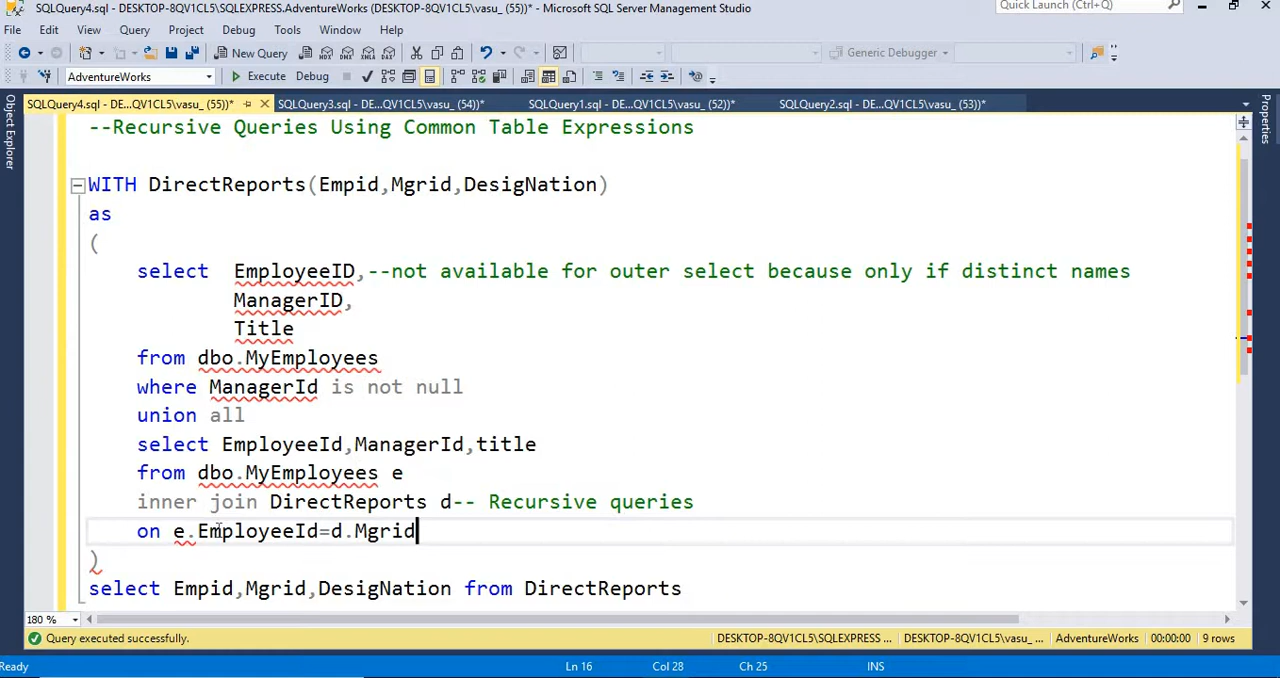 SQLQuery4.sql - DESKTOP-8QV1CL5\SQLEXPRESS.AdventureWorks (DESKTOP-8QV1CL5\vasu_ (55))* - Microsoft SQL Server Management Studio
Quick Launch (Ctrl+Q)
File Edit View Query Project Debug Tools Window Help
New Query MDX DMX XMLA DAX Generic Debugger
AdventureWorks Execute Debug
SQLQuery4.sql - DE...QV1CL5\vasu_ (55))* SQLQuery3.sql - DE...QV1CL5\vasu_ (54))* SQLQuery1.sql - DE...QV1CL5\vasu_ (52))* SQLQuery2.sql - DE...QV1CL5\vasu_ (53))*
Object Explorer
Properties
--Recursive Queries Using Common Table Expressions
WITH DirectReports(Empid,Mgrid,DesigNation)
as
(
select EmployeeID,--not available for outer select because only if distinct names
ManagerID,
Title
from dbo.MyEmployees
where ManagerId is not null
union all
select EmployeeId,ManagerId,title
from dbo.MyEmployees e
inner join DirectReports d-- Recursive queries
on e.EmployeeId=d.Mgrid
)
select Empid,Mgrid,DesigNation from DirectReports
180 %
Query executed successfully. DESKTOP-8QV1CL5\SQLEXPRESS ... DESKTOP-8QV1CL5\vasu_ ... AdventureWorks 00:00:00 9 rows
Ready Ln 16 Col 28 Ch 25 INS